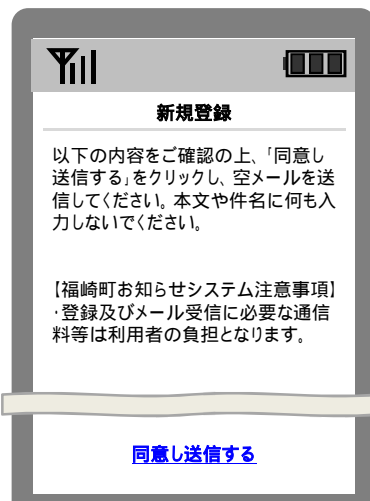 新規登録
以下の内容をご確認の上、「同意し
送信する」をクリックし、空メールを送
信してください。本文や件名に何も入
力しないでください。
【福崎町お知らせシステム注意事項】
・登録及びメール受信に必要な通信
料等は利用者の負担となります。
同意し送信する